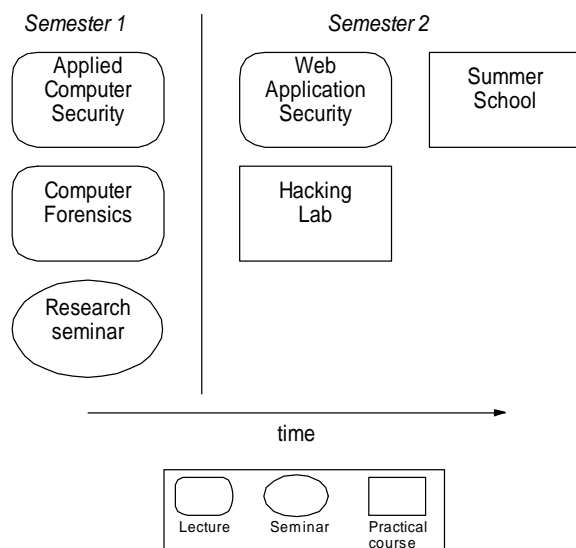 Semester 1
Semester 2
Applied
Computer
Security
Web
Application
Security
Summer
School
Computer
Forensics
Hacking
Lab
Research
seminar
time
Lecture
Seminar
Practical
course